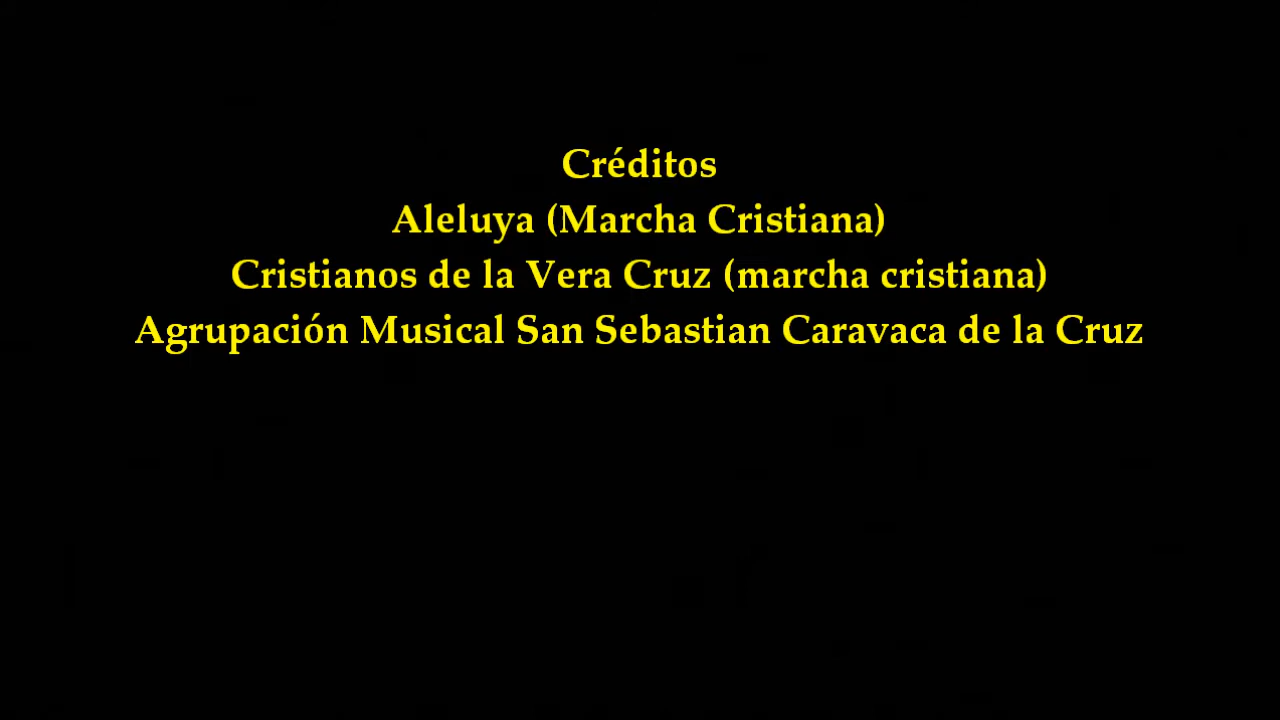 Créditos
Aleluya (Marcha Cristiana)
Cristianos de la Vera Cruz (marcha cristiana)
Agrupación Musical San Sebastian Caravaca de la Cruz